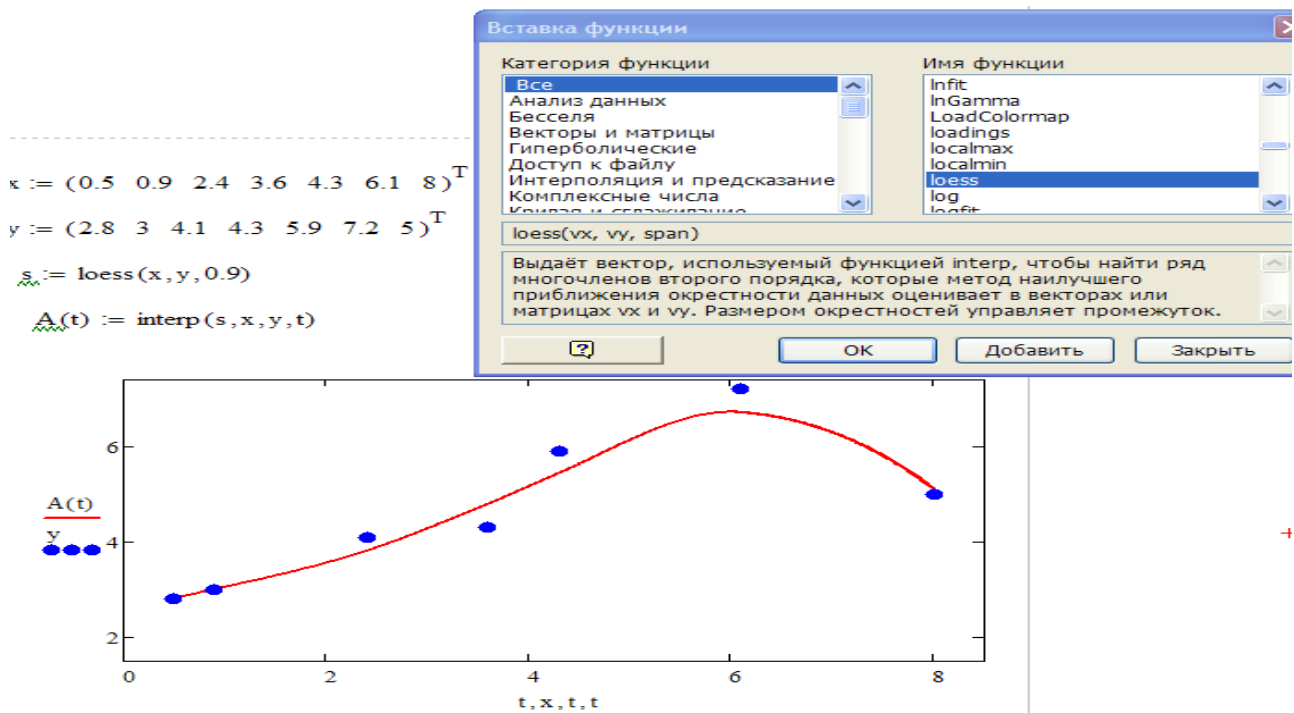 Вставка функции
Категория функции
Имя функции
Все
Анализ данных
Бесселя
Векторы и матрицы
Гиперболические
Доступ к файлу
Интерполяция и предсказание
Комплексные числа
Кривая и сглаживание
lnfit
lnGamma
LoadColormap
loadings
localmax
localmin
loess
log
logfit
loess(vx, vy, span)
Выдаёт вектор, используемый функцией interp, чтобы найти ряд
многочленов второго порядка, которые метод наилучшего
приближения окрестности данных оценивает в векторах или
матрицах vx и vy. Размером окрестностей управляет промежуток.
ОК
Добавить
Закрыть
x := (0.5 0.9 2.4 3.6 4.3 6.1 8)^T
y := (2.8 3 4.1 4.3 5.9 7.2 5)^T
s := loess(x,y,0.9)
A(t) := interp(s,x,y,t)
A(t)
y
6
4
2
0 2 4 6 8
t,x,t,t